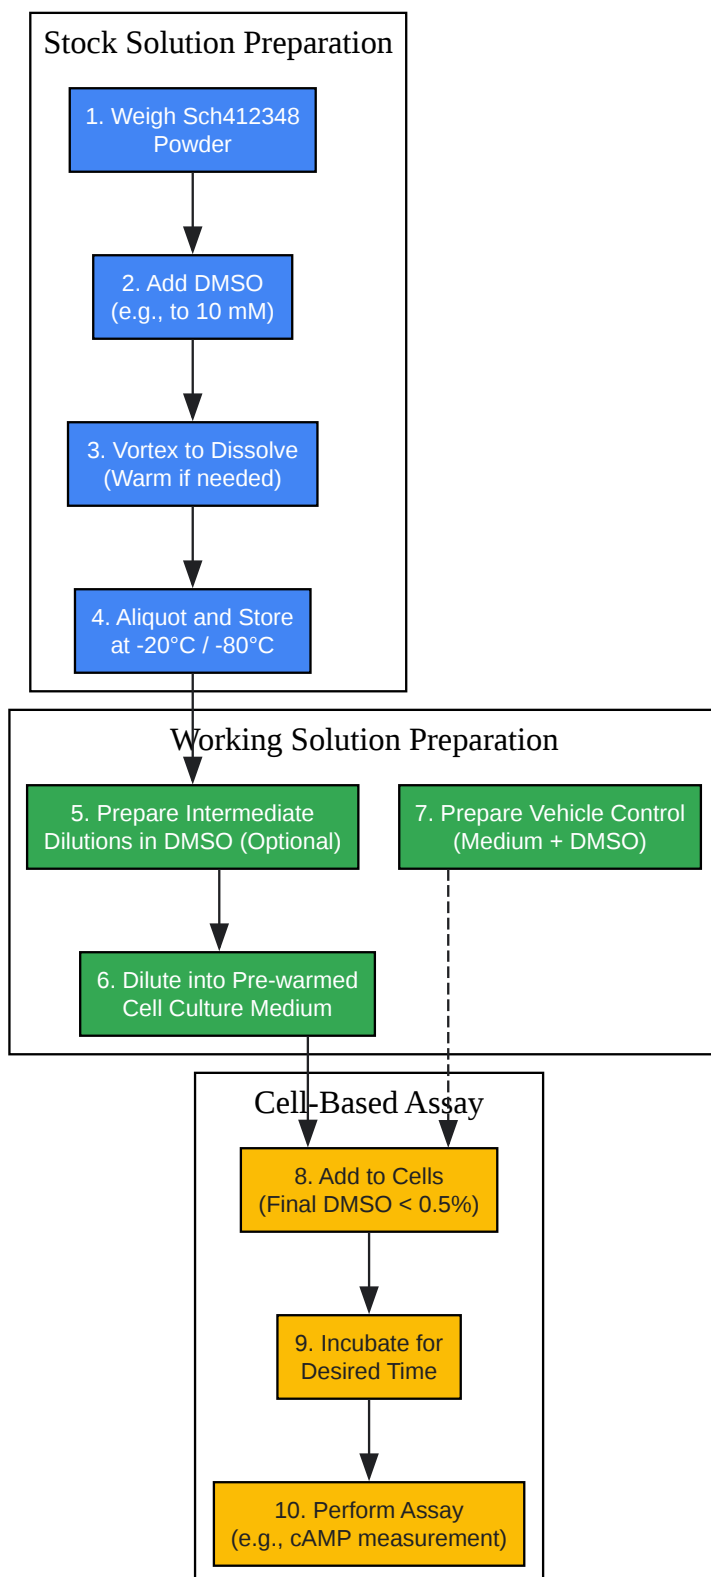 Stock Solution Preparation
1. Weigh Sch412348
Powder
2. Add DMSO
(e.g., to 10 mM)
3. Vortex to Dissolve
(Warm if needed)
4. Aliquot and Store
at -20°C / -80°C
Working Solution Preparation
5. Prepare Intermediate
Dilutions in DMSO (Optional)
7. Prepare Vehicle Control
(Medium + DMSO)
6. Dilute into Pre-warmed
Cell Culture Medium
Cell-Based Assay
8. Add to Cells
(Final DMSO < 0.5%)
9. Incubate for
Desired Time
10. Perform Assay
(e.g., cAMP measurement)